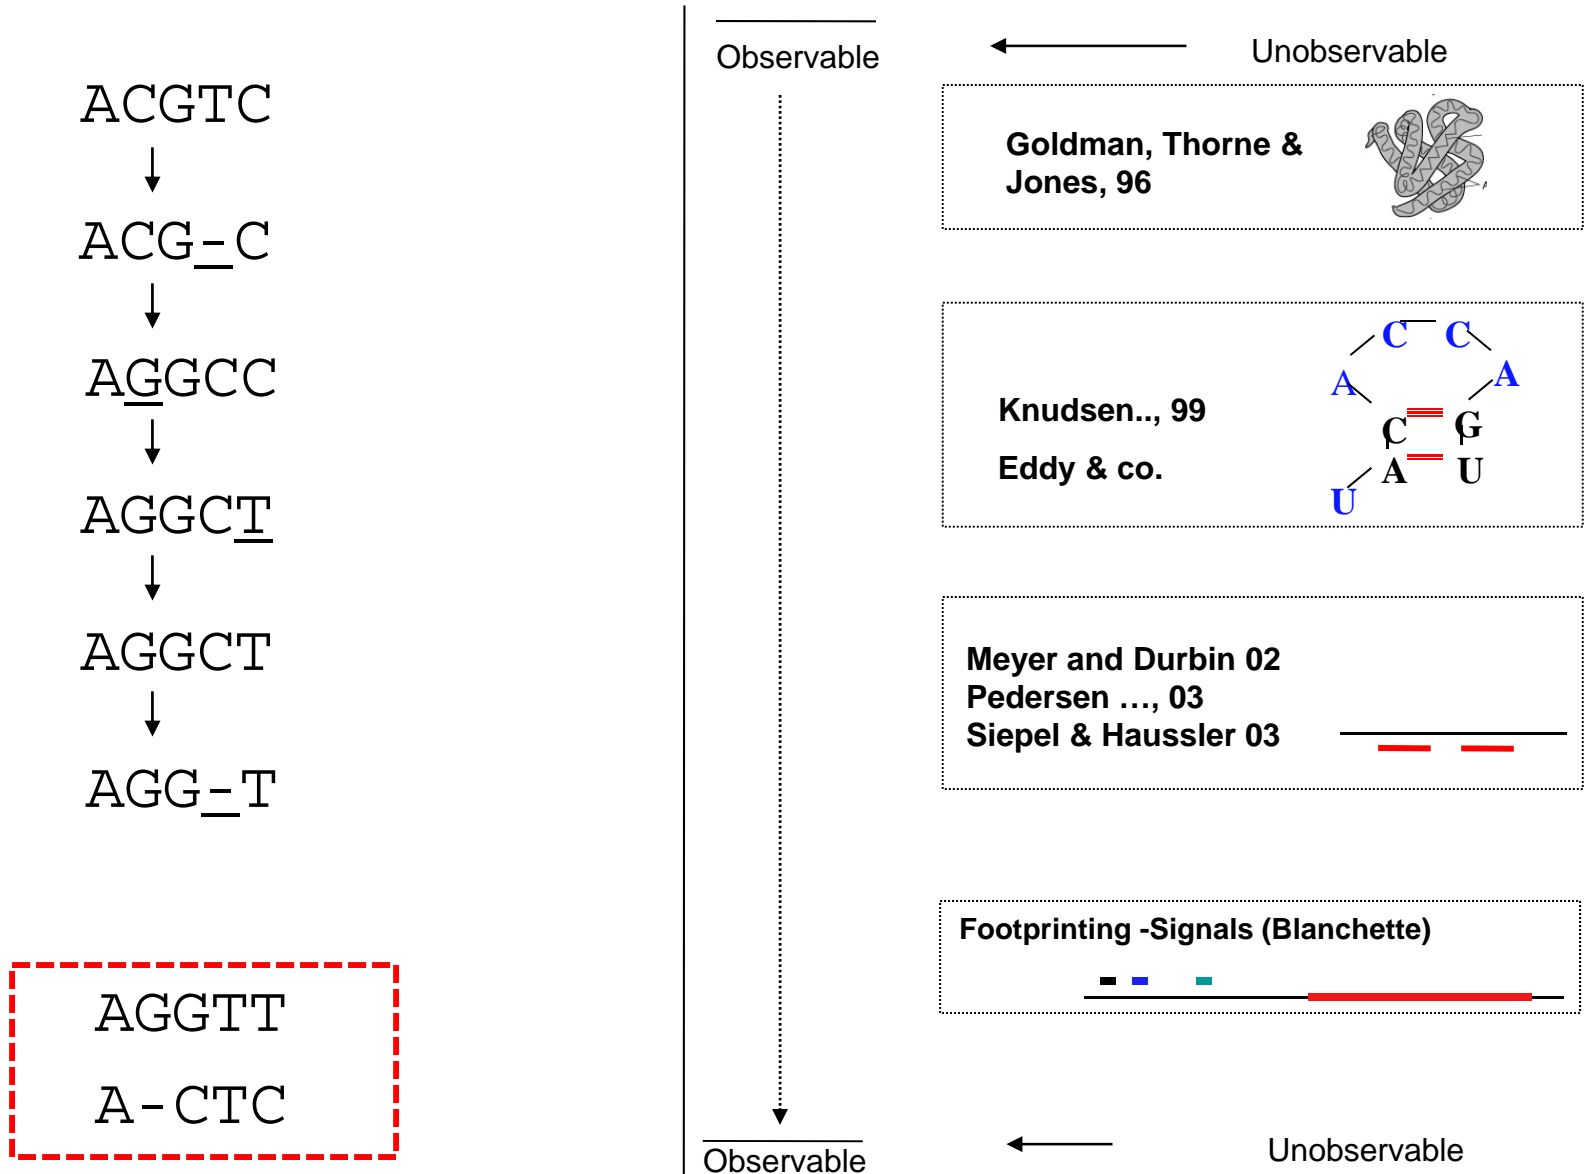 ACGTC
ACG-C
AGGCC
AGGCT
AGGCT
AGG-T
AGGTT
A-CTC
Observable
Unobservable
Goldman, Thorne &
Jones, 96
Knudsen.., 99
Eddy & co.
C C
A A
C G
A U
U
Meyer and Durbin 02
Pedersen …, 03
Siepel & Haussler 03
Footprinting -Signals (Blanchette)
Observable
Unobservable